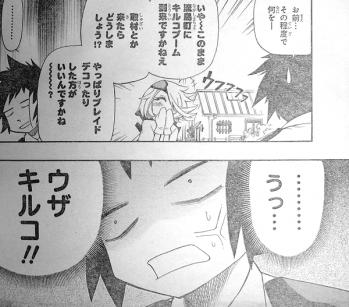 お前…
その程度で
何を…
いや〜このまま
流島町に
キルコブーム
到来ですかねえ
取材とか
来たら
どうしましょう!?
ウフフフフ
やっぱりブレイド
デコったり
した方が
いいんですかね
…………
…………
うっ…
ウザ
キルコ!!